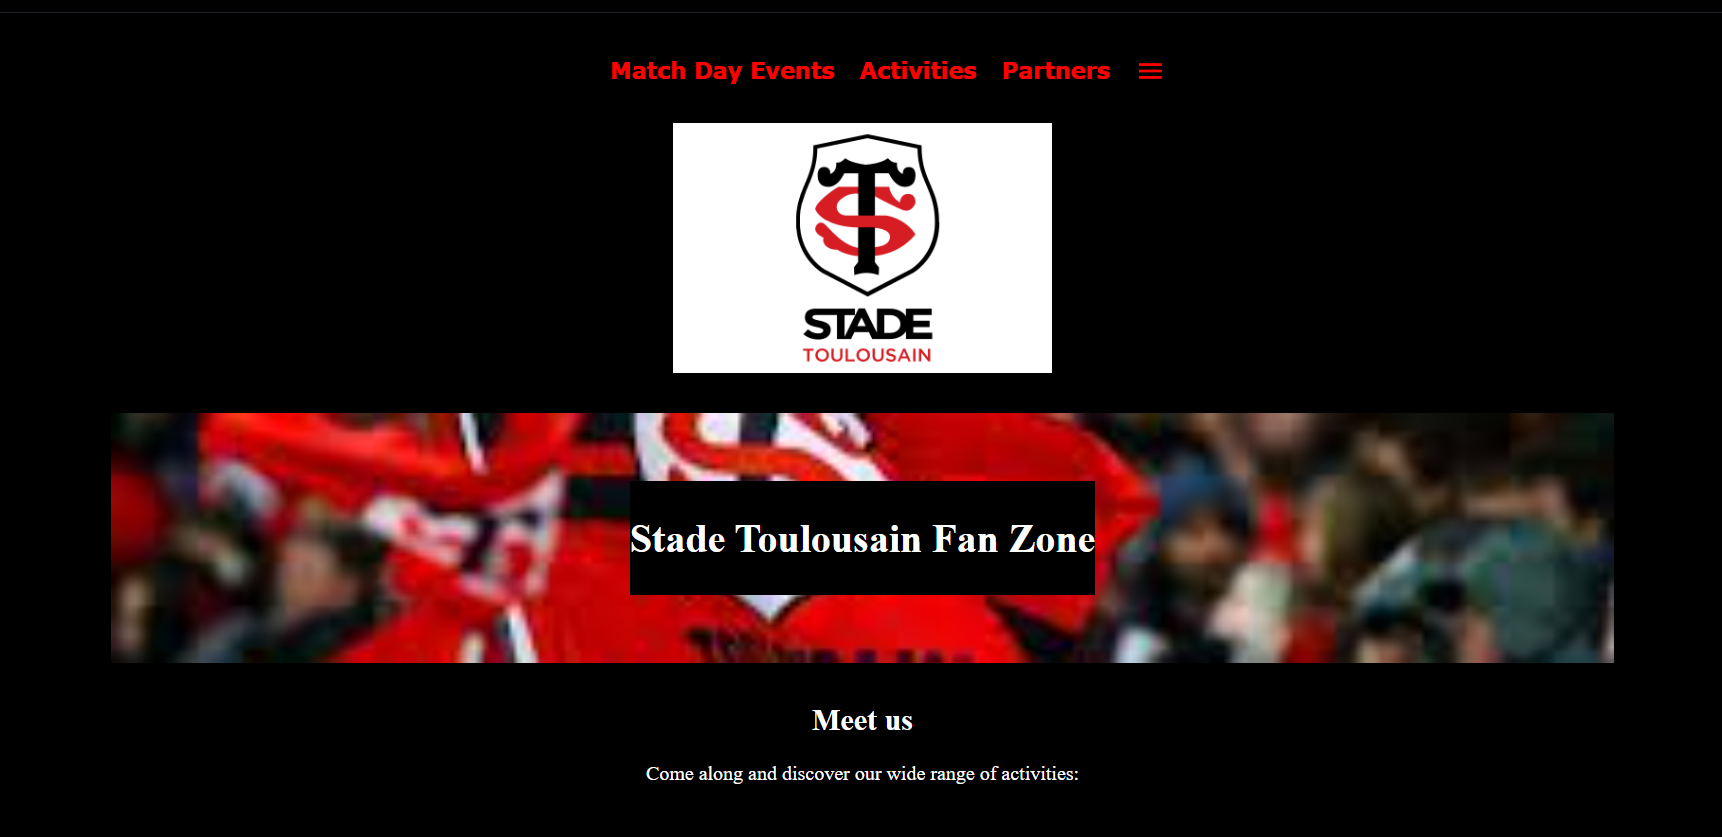 Match Day Events Activities Partners
STADE
TOULOUSAIN
Stade Toulousain Fan Zone
Meet us
Come along and discover our wide range of activities: